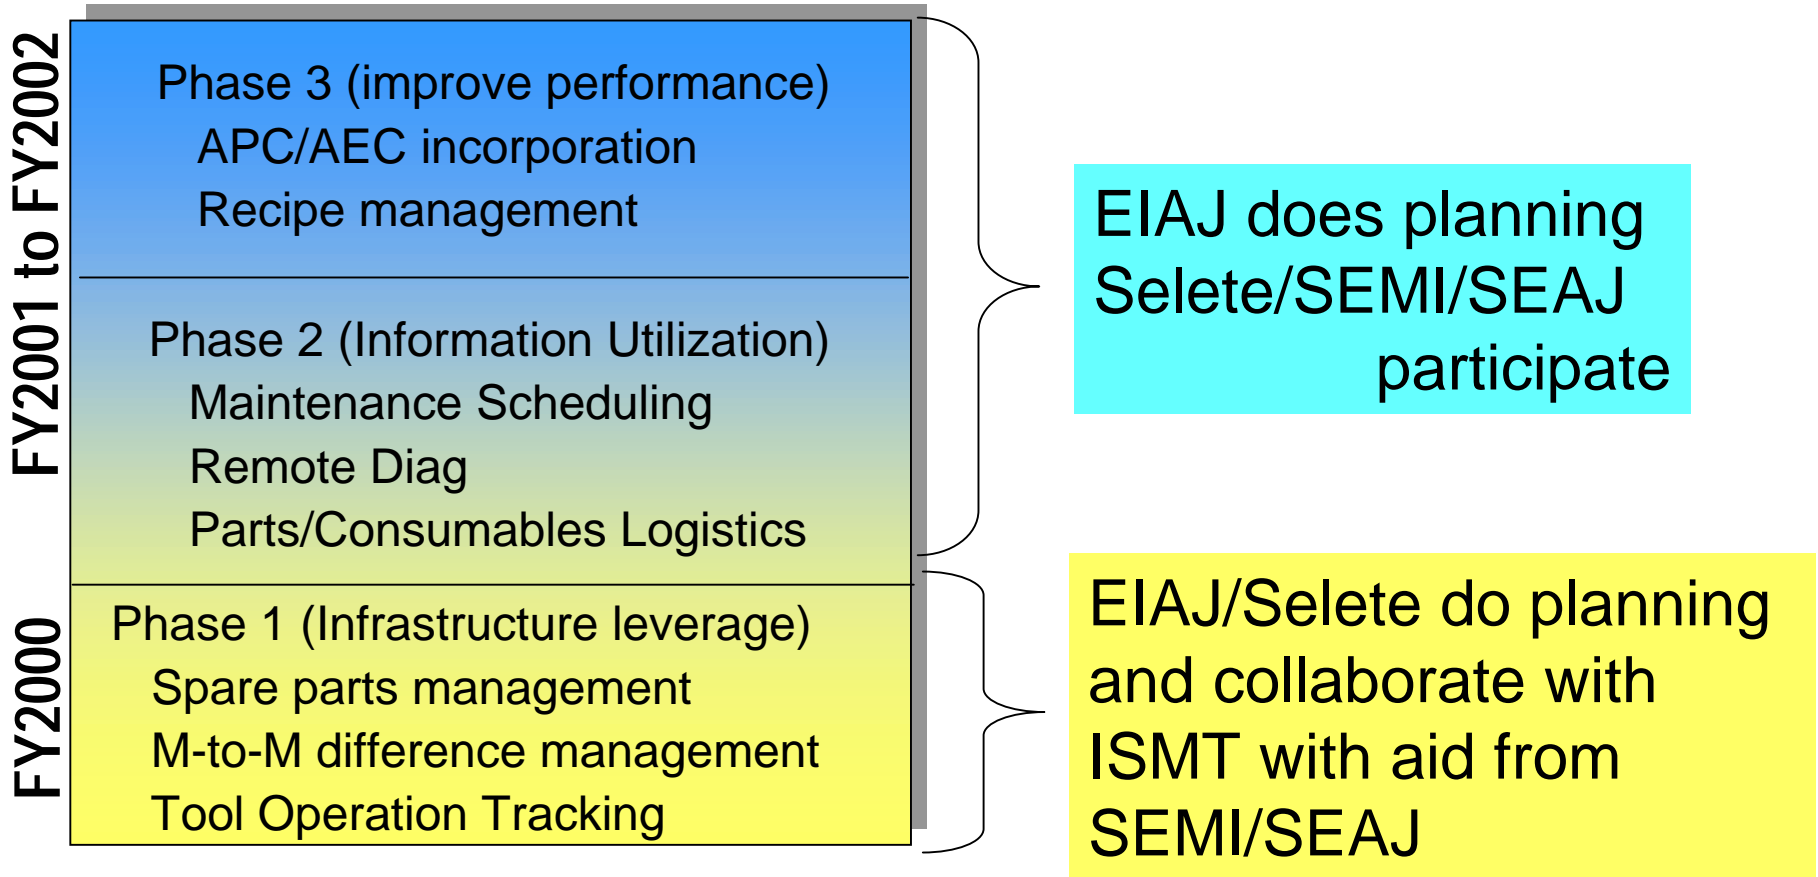 FY2001 to FY2002
Phase 3 (improve performance)
APC/AEC incorporation
Recipe management
Phase 2 (Information Utilization)
Maintenance Scheduling
Remote Diag
Parts/Consumables Logistics
EIAJ does planning
Selete/SEMI/SEAJ
participate
FY2000
Phase 1 (Infrastructure leverage)
Spare parts management
M-to-M difference management
Tool Operation Tracking
EIAJ/Selete do planning
and collaborate with
ISMT with aid from
SEMI/SEAJ